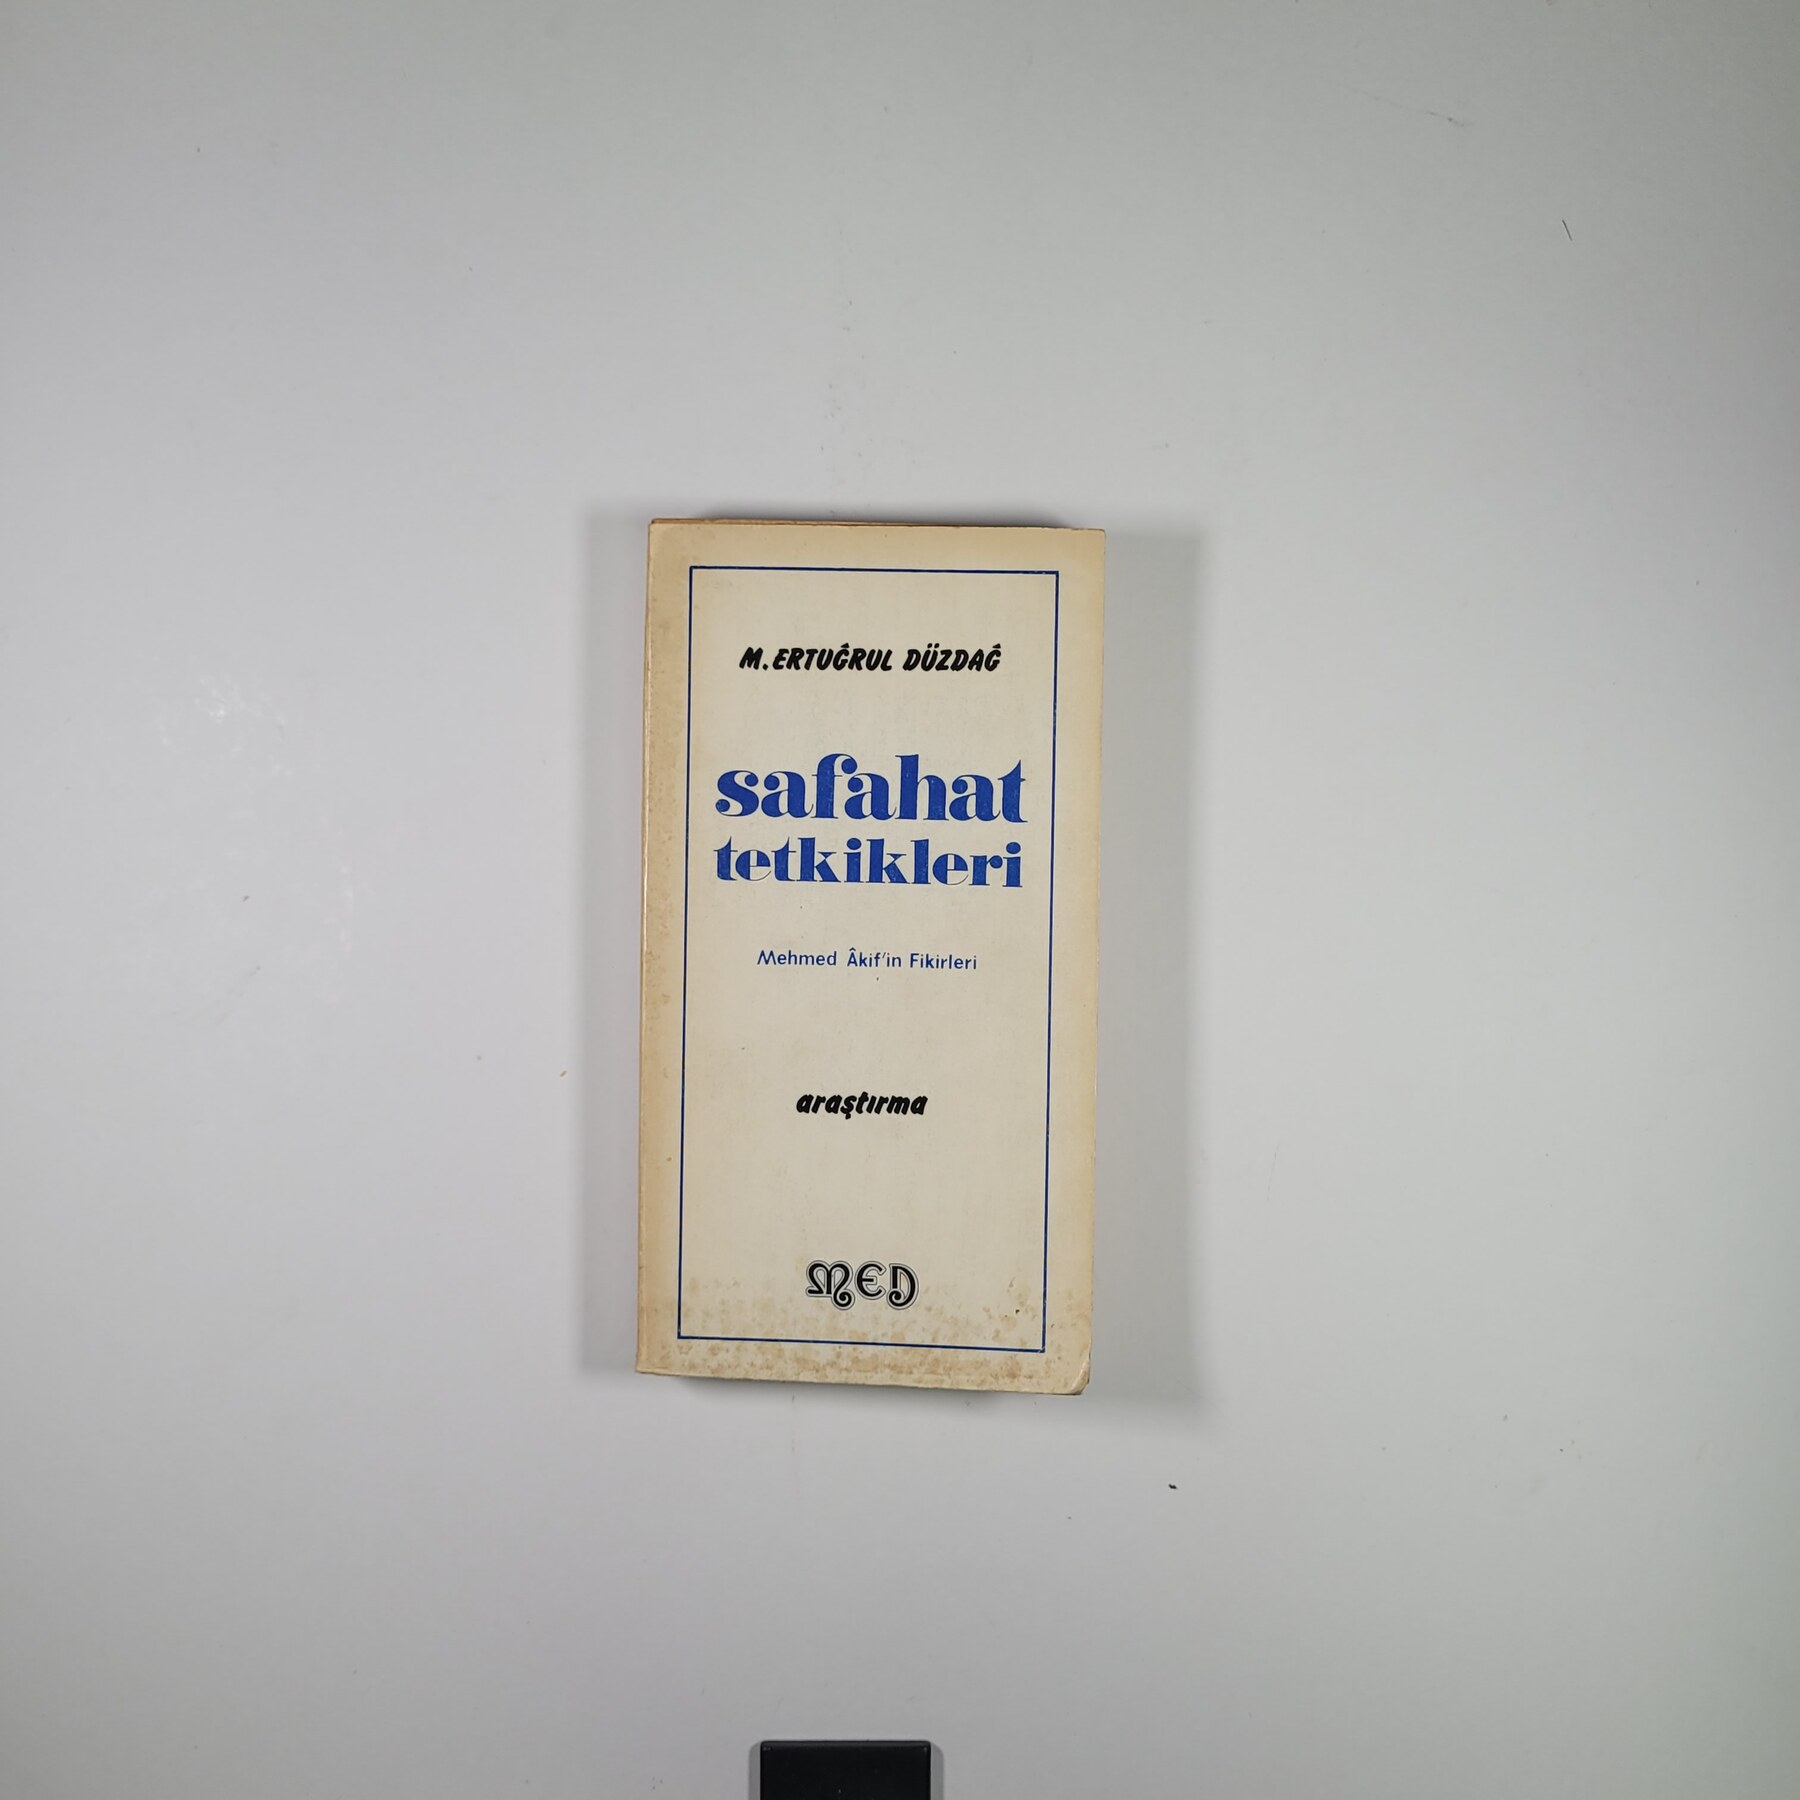 M. ERTUĞRUL DÜZDAĞ
safahat
tetkikleri
Mehmed Âkif'in Fikirleri
araştırma
MED